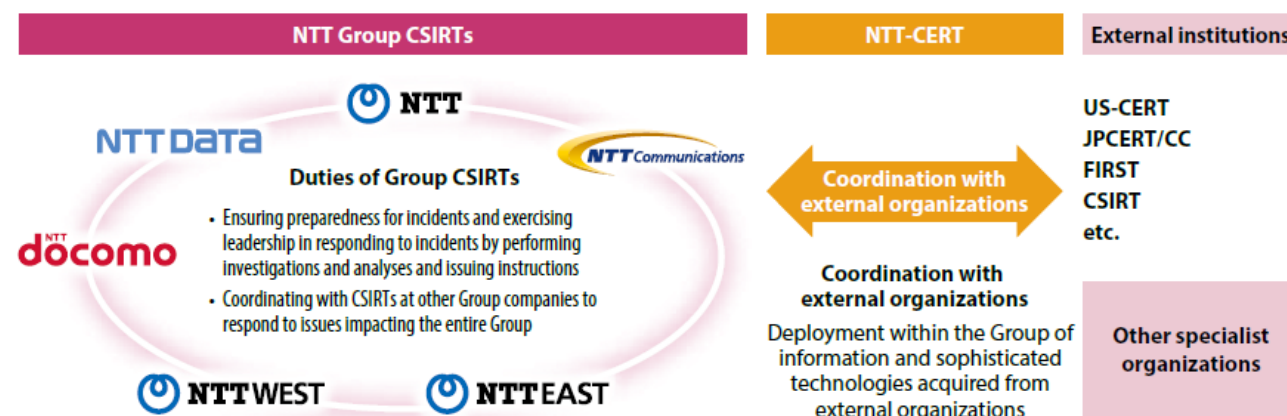 NTT Group CSIRTs
NTT-CERT
External institutions
NTT
NTT DATA
NTT Communications
NTT
döcomo
NTT WEST
NTT EAST
Duties of Group CSIRTs
• Ensuring preparedness for incidents and exercising
leadership in responding to incidents by performing
investigations and analyses and issuing instructions
• Coordinating with CSIRTs at other Group companies to
respond to issues impacting the entire Group
Coordination with
external organizations
Coordination with
external organizations
Deployment within the Group of
information and sophisticated
technologies acquired from
external organizations
US-CERT
JPCERT/CC
FIRST
CSIRT
etc.
Other specialist
organizations